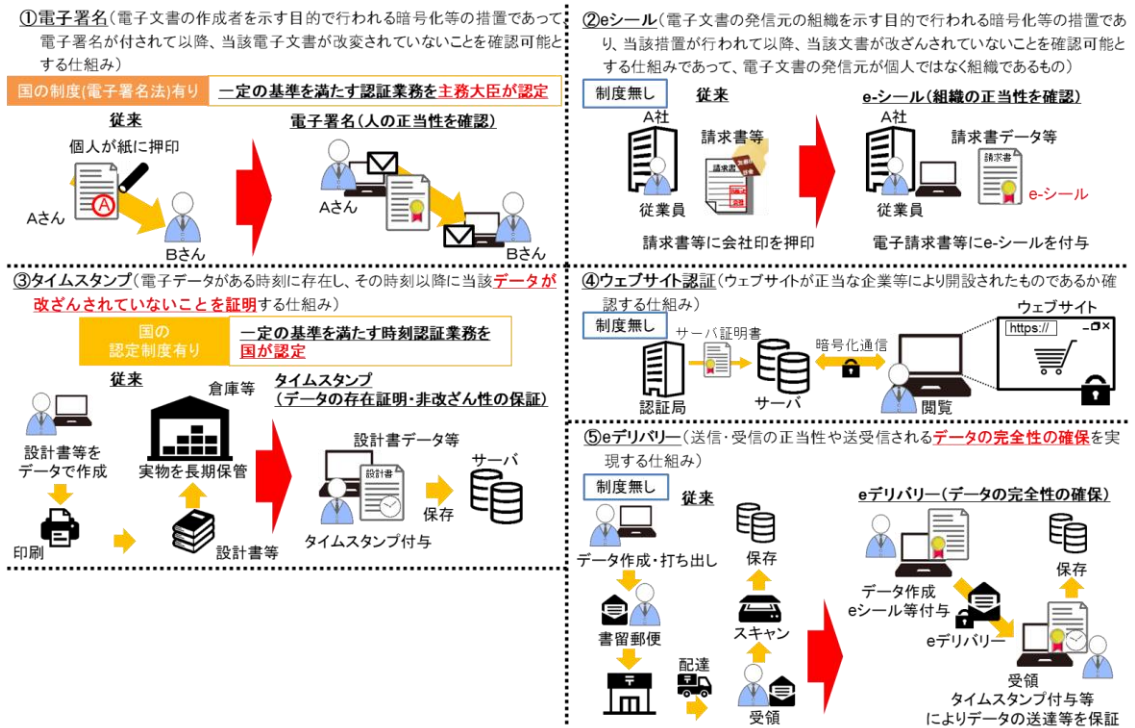 ①電子署名(電子文書の作成者を示す目的で行われる暗号化等の措置であって、
電子署名が付されて以降、当該電子文書が改変されていないことを確認可能と
する仕組み)
国の制度(電子署名法)有り
一定の基準を満たす認証業務を主務大臣が認定
従来
個人が紙に押印
Aさん
Bさん
電子署名(人の正当性を確認)
Aさん
Bさん
②eシール(電子文書の発信元の組織を示す目的で行われる暗号化等の措置であ
り、当該措置が行われて以降、当該文書が改ざんされていないことを確認可能と
する仕組みであって、電子文書の発信元が個人ではなく組織であるもの)
制度無し
従来
A社
請求書等
請求書
従業員
請求書等に会社印を押印
e-シール(組織の正当性を確認)
A社
請求書データ等
請求書
e-シール
従業員
電子請求書等にe-シールを付与
③タイムスタンプ(電子データがある時刻に存在し、その時刻以降に当該データが
改ざんされていないことを証明する仕組み)
国の
認定制度有り
一定の基準を満たす時刻認証業務を
国が認定
従来
倉庫等
設計書等を
データで作成
実物を長期保管
印刷
設計書等
タイムスタンプ
(データの存在証明・非改ざん性の保証)
設計書データ等
設計書
サーバ
保存
タイムスタンプ付与
④ウェブサイト認証(ウェブサイトが正当な企業等により開設されたものであるか確
認する仕組み)
制度無し
サーバ証明書
暗号化通信
ウェブサイト
https://
認証局
サーバ
閲覧
⑤eデリバリー(送信・受信の正当性や送受信されるデータの完全性の確保を実
現する仕組み)
制度無し
従来
データ作成・打ち出し
書留郵便
配達
受領
スキャン
保存
eデリバリー(データの完全性の確保)
データ作成
eシール等付与
eデリバリー
保存
受領
タイムスタンプ付与等
によりデータの送達等を保証